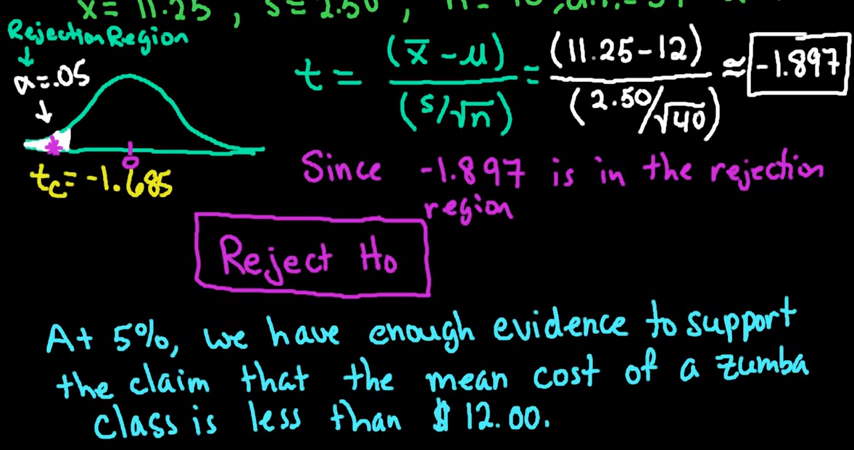 x̄= 11.25 , s= 2.50 ,
Rejection Region
α=.05
t = (x̄ - μ) / (s/√n) = (11.25-12) / (2.50/√40) ≈ -1.897
0
tc = -1.685
Since -1.897 is in the rejection
region
Reject Ho
At 5%, we have enough evidence to support
the claim that the mean cost of a zumba
class is less than $12.00.